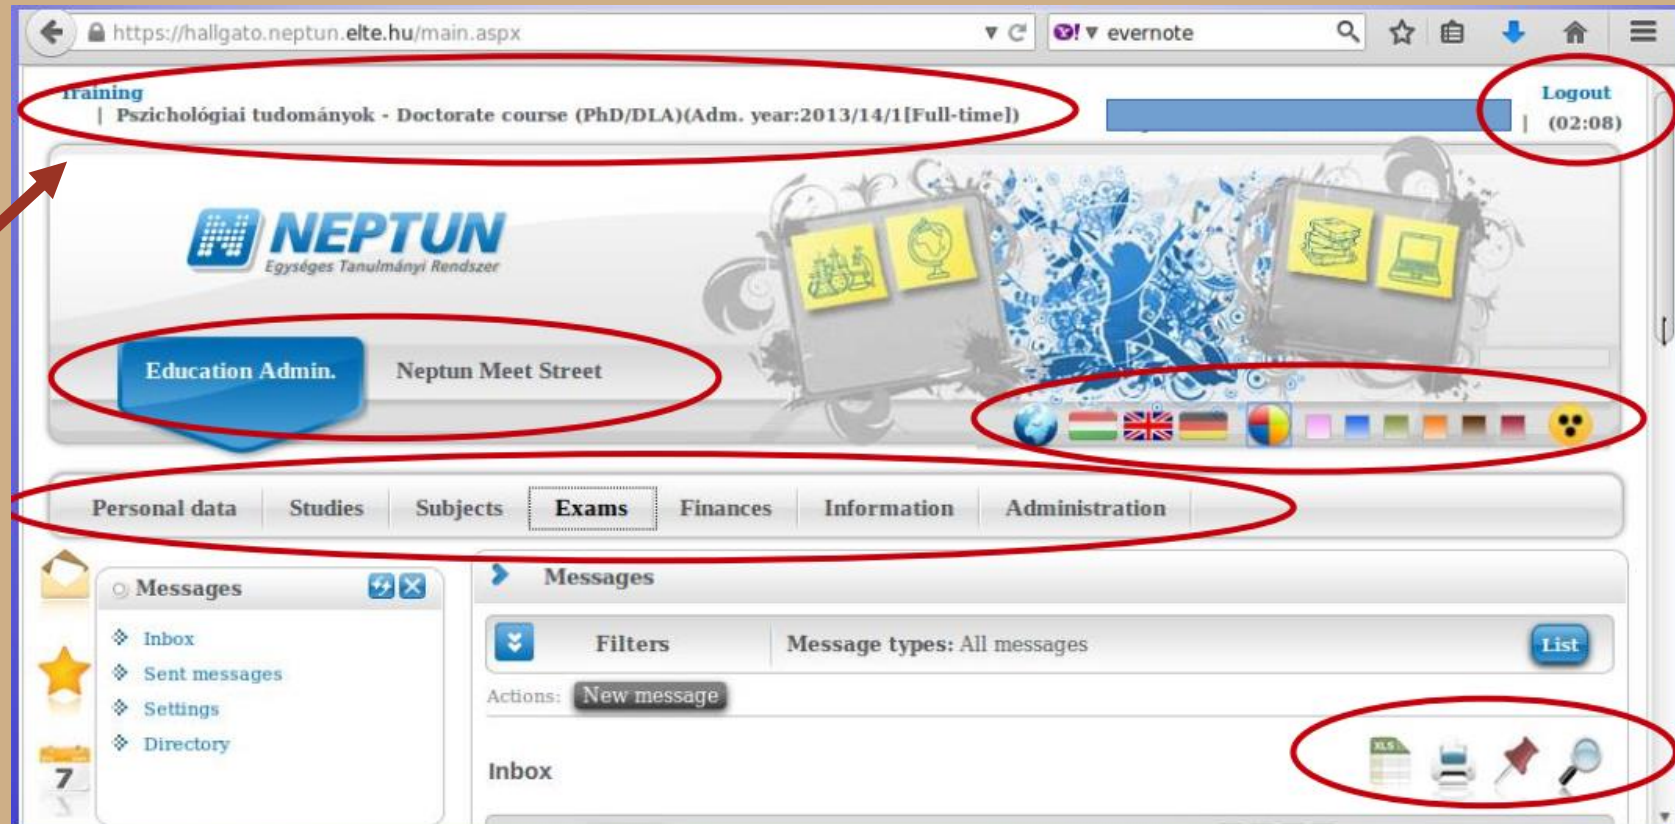 https://hallgato.neptun.elte.hu/main.aspx
Y! evernote
Training
| Pszichológiai tudományok - Doctorate course (PhD/DLA)(Adm. year:2013/14/1[Full-time])
Logout
| (02:08)
NEPTUN
Egységes Tanulmányi Rendszer
Education Admin. Neptun Meet Street
Personal data Studies Subjects Exams Finances Information Administration
Messages
Inbox
Sent messages
Settings
Directory
7
Messages
Filters Message types: All messages List
Actions: New message
XLS
Inbox